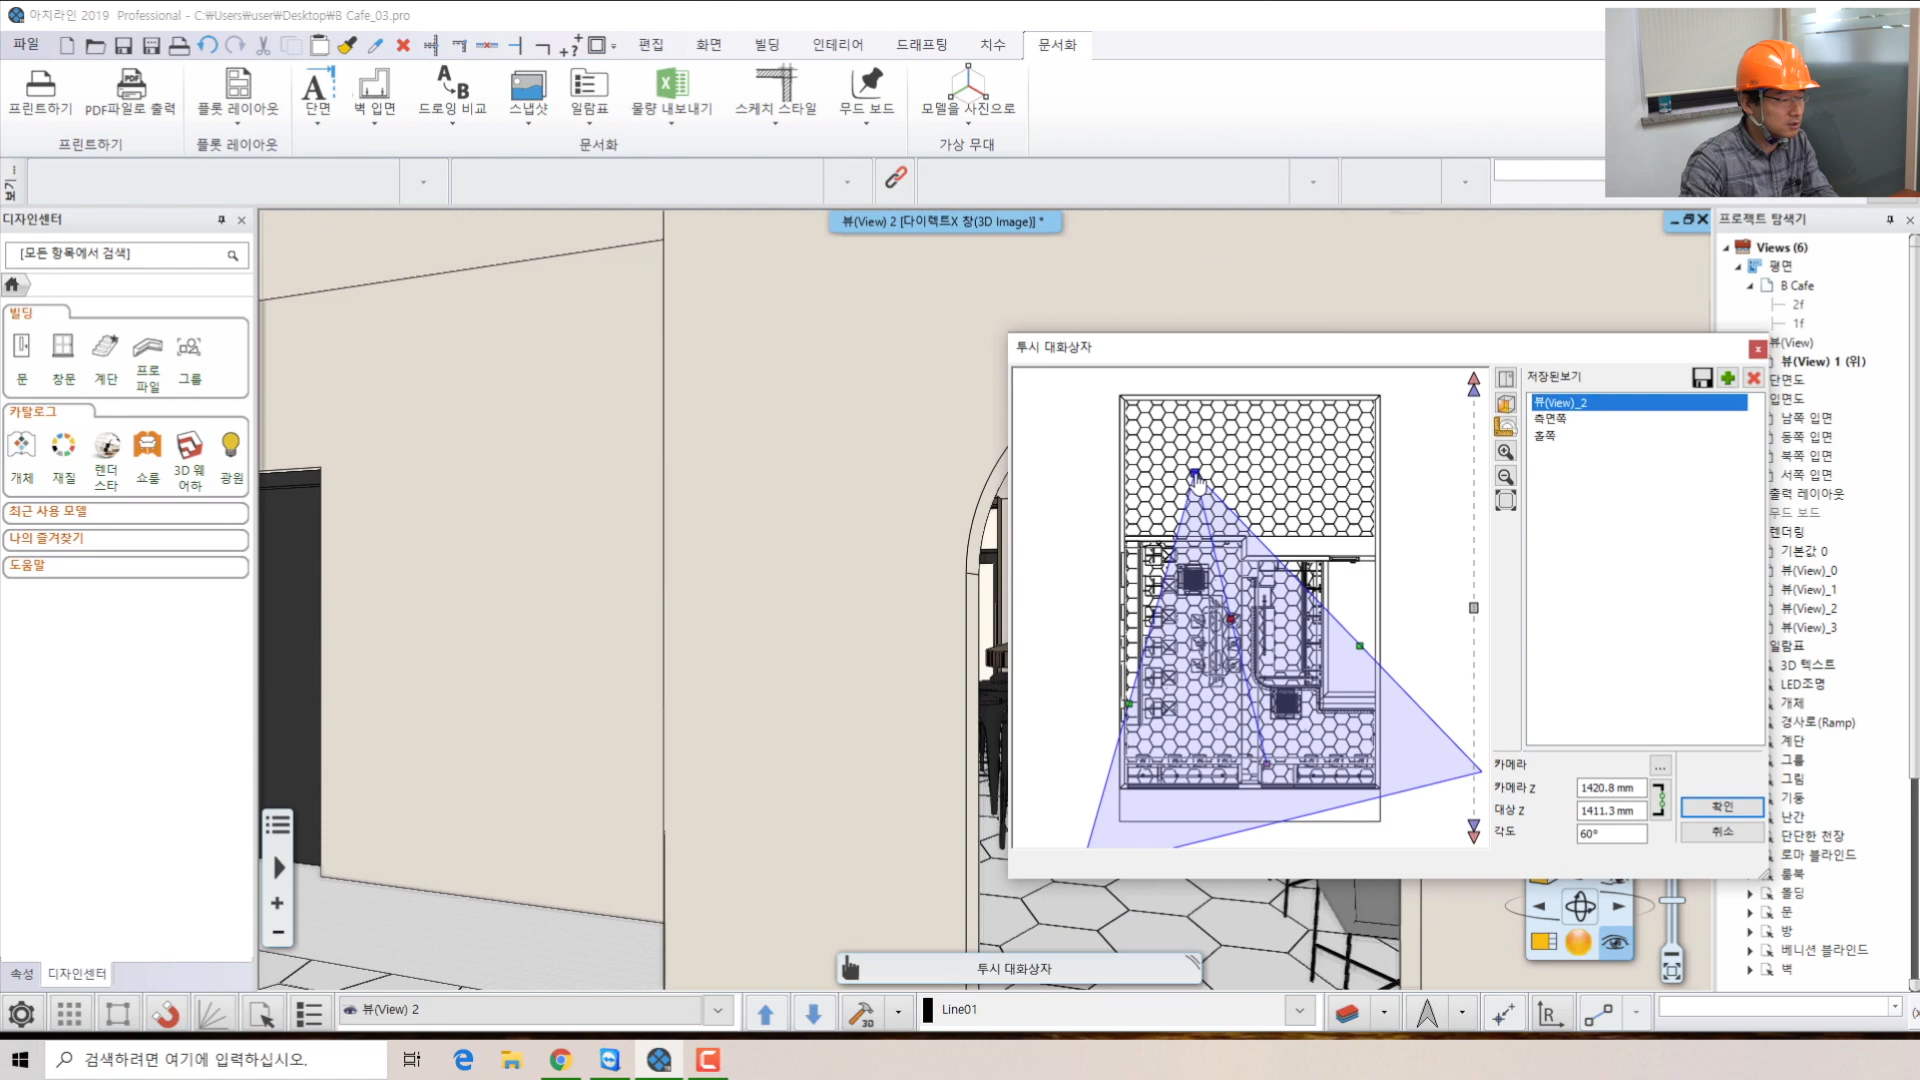 아치라인 2019 Professional - C:₩Users₩user₩Desktop₩B Cafe_03.pro
파일
편집
화면
빌딩
인테리어
드래프팅
치수
문서화
프린트하기
PDF파일로 출력
플롯 레이아웃
단면
벽 입면
드로잉 비교
스냅샷
일람표
물량 내보내기
스케치 스타일
무드 보드
모델을 사진으로
프린트하기
플롯 레이아웃
문서화
가상 무대
보기 ...
디자인센터
[모든 항목에서 검색]
빌딩
문
창문
계단
프로
파일
그룹
카탈로그
개체
재질
렌더
스타
쇼룸
3D 웨
어하
광원
최근 사용 모델
나의 즐겨찾기
도움말
속성
디자인센터
뷰(View) 2 [다이렉트X 창(3D Image)] *
투시 대화상자
저장된보기
뷰(View)_2
측면쪽
홀쪽
카메라
...
카메라 Z
1420.8 mm
대상 Z
1411.3 mm
각도
60°
확인
취소
투시 대화상자
프로젝트 탐색기
Views (6)
평면
B Cafe
2f
1f
뷰(View)
뷰(View) 1 (위)
단면도
입면도
남쪽 입면
동쪽 입면
북쪽 입면
서쪽 입면
출력 레이아웃
무드 보드
렌더링
기본값 0
뷰(View)_0
뷰(View)_1
뷰(View)_2
뷰(View)_3
일람표
3D 텍스트
LED조명
개체
경사로(Ramp)
계단
그룹
그림
기둥
난간
단단한 천장
로마 블라인드
룸북
몰딩
문
방
베니션 블라인드
벽
뷰(View) 2
3D
Line01
R
검색하려면 여기에 입력하십시오.